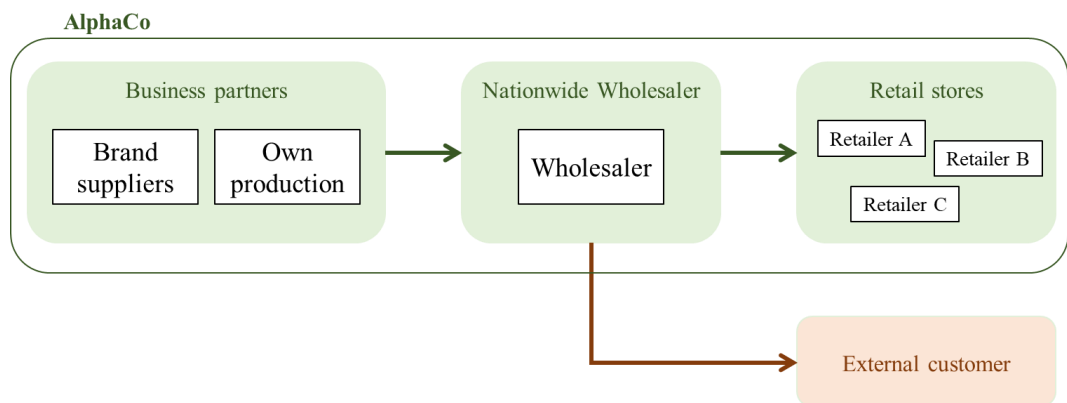 AlphaCo
Business partners
Brand
suppliers
Own
production
Nationwide Wholesaler
Wholesaler
Retail stores
Retailer A
Retailer B
Retailer C
External customer